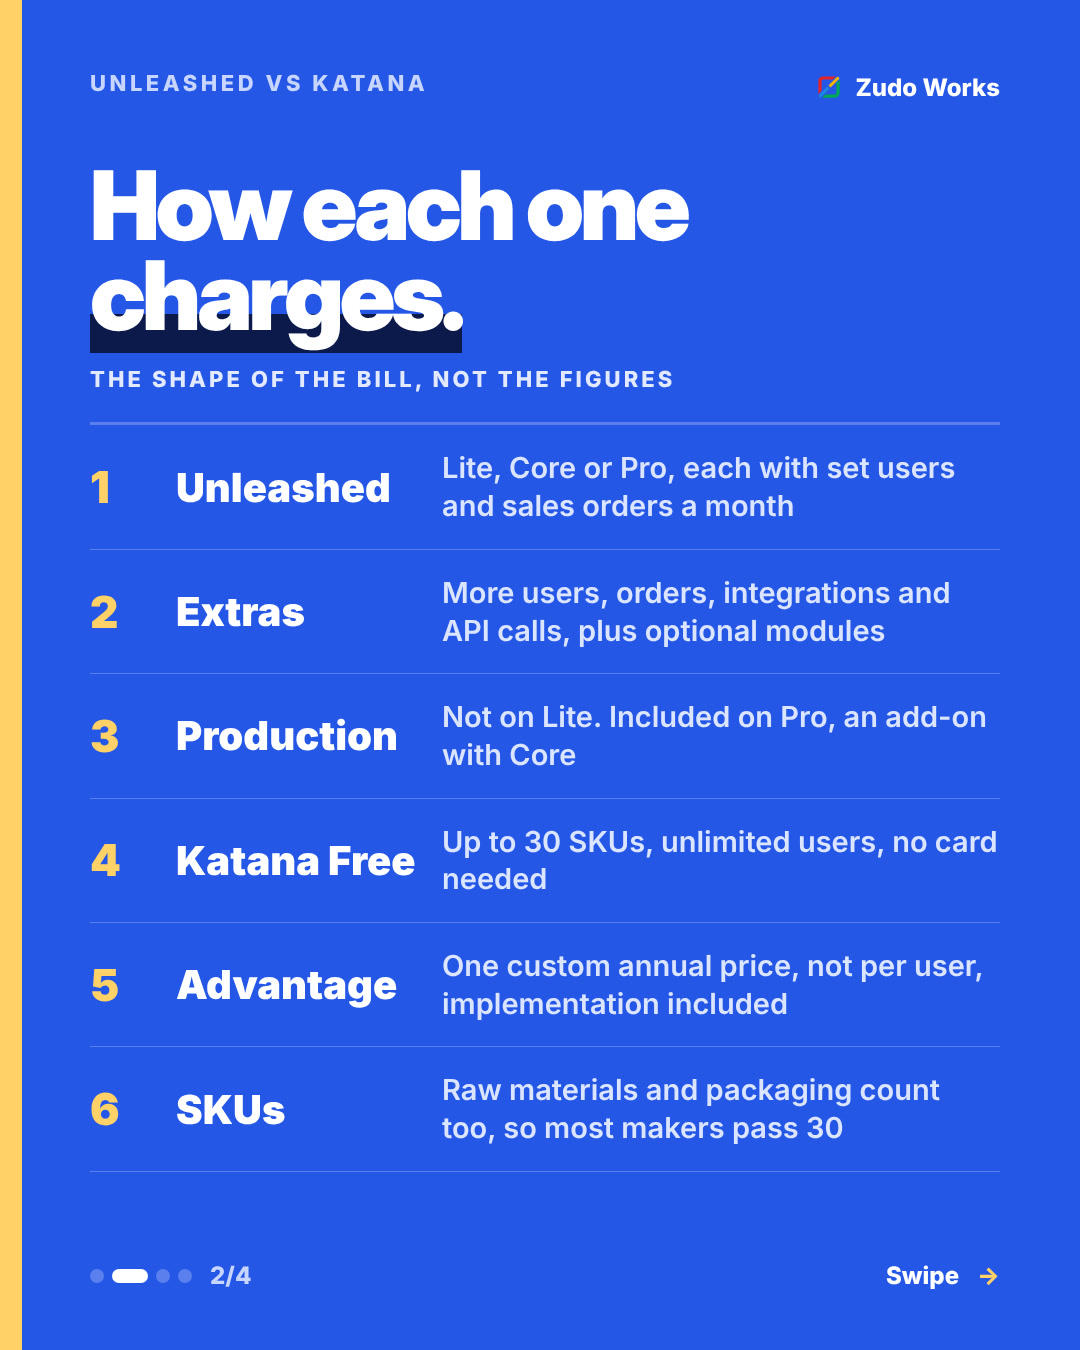 UNLEASHED VS KATANA
Zudo Works
How each one
charges.
THE SHAPE OF THE BILL, NOT THE FIGURES
1 Unleashed Lite, Core or Pro, each with set users
and sales orders a month
2 Extras More users, orders, integrations and
API calls, plus optional modules
3 Production Not on Lite. Included on Pro, an add-on
with Core
4 Katana Free Up to 30 SKUs, unlimited users, no card
needed
5 Advantage One custom annual price, not per user,
implementation included
6 SKUs Raw materials and packaging count
too, so most makers pass 30
2/4
Swipe →